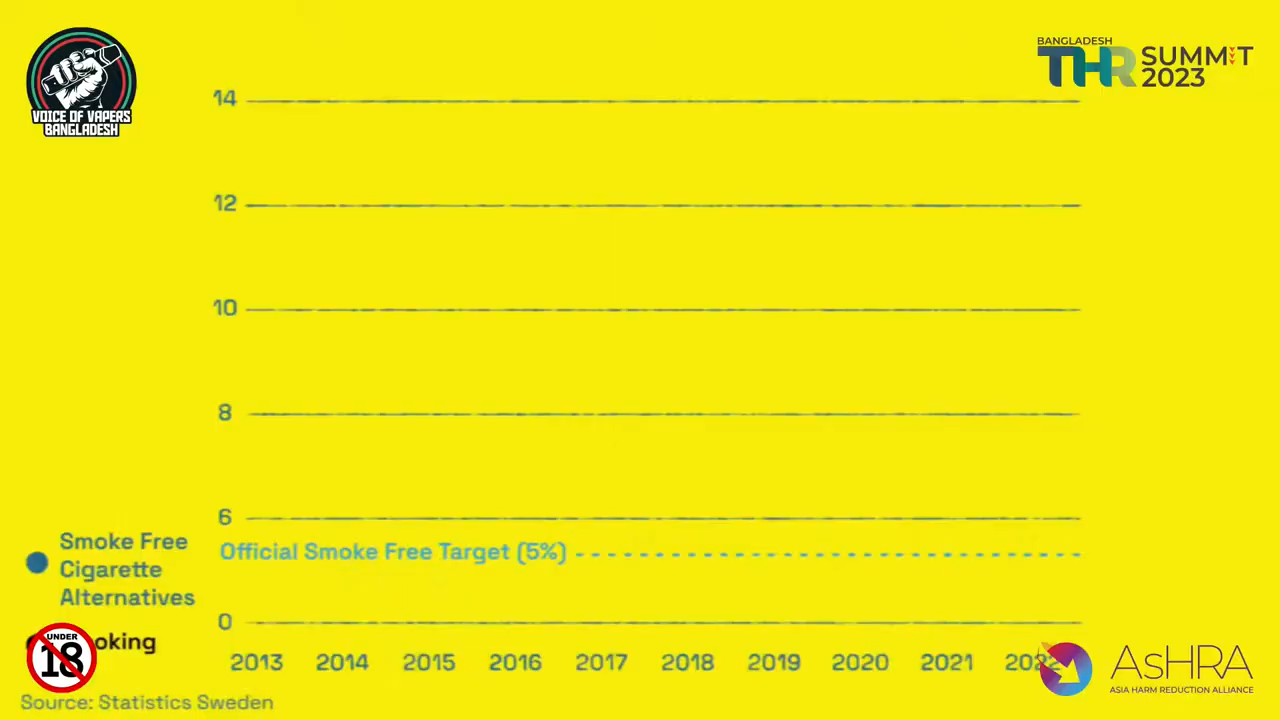 VOICE OF VAPERS
BANGLADESH
BANGLADESH
THR SUMMIT
2023
14
12
10
8
6
Official Smoke Free Target (5%)
0
2013 2014 2015 2016 2017 2018 2019 2020 2021 2022
Smoke Free
Cigarette
Alternatives
oking
UNDER
18
Source: Statistics Sweden
AsHRA
ASIA HARM REDUCTION ALLIANCE